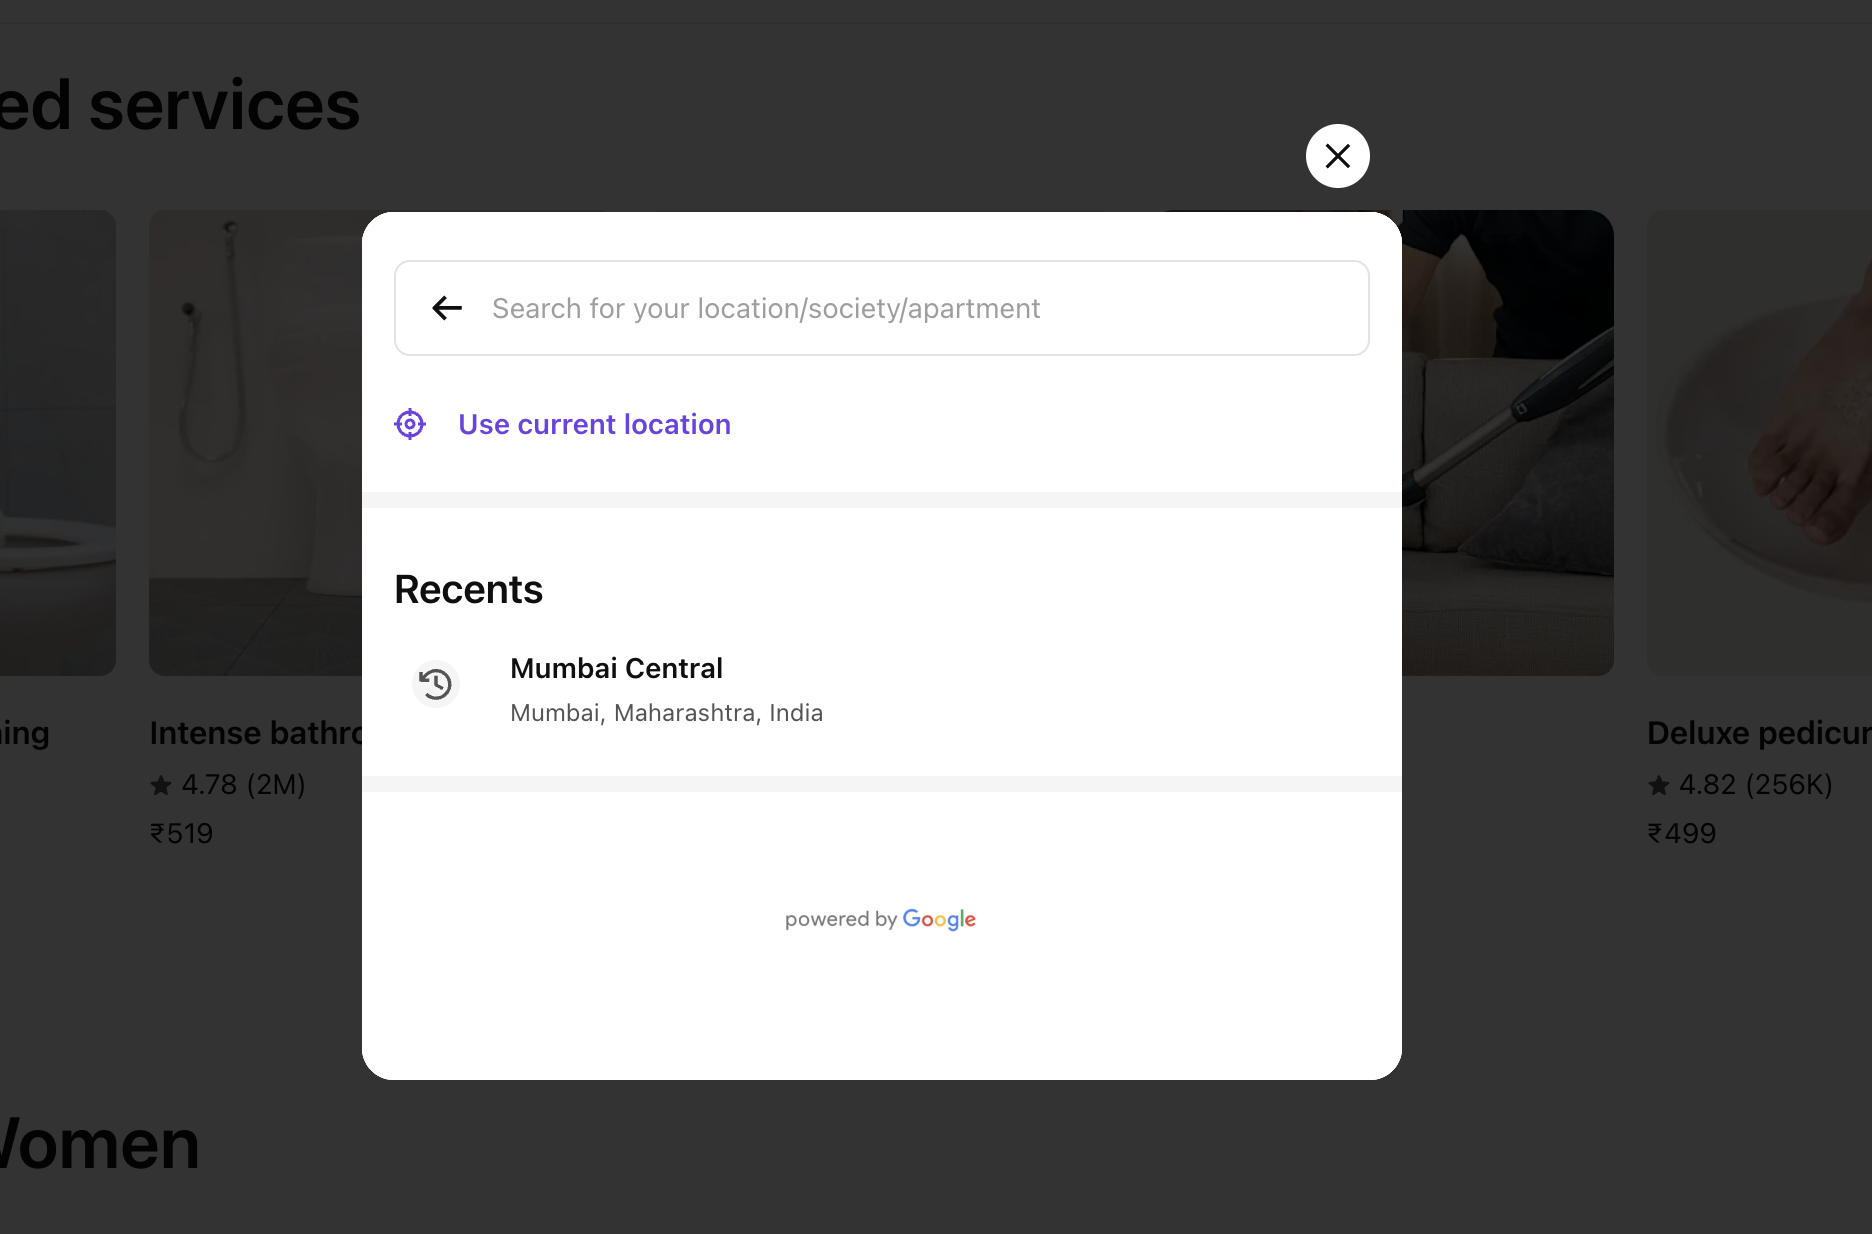 ed services
Search for your location/society/apartment
Use current location
Recents
Mumbai Central
Mumbai, Maharashtra, India
powered by Google
ing
Intense bathro
4.78 (2M)
₹519
Deluxe pedicur
4.82 (256K)
₹499
Women